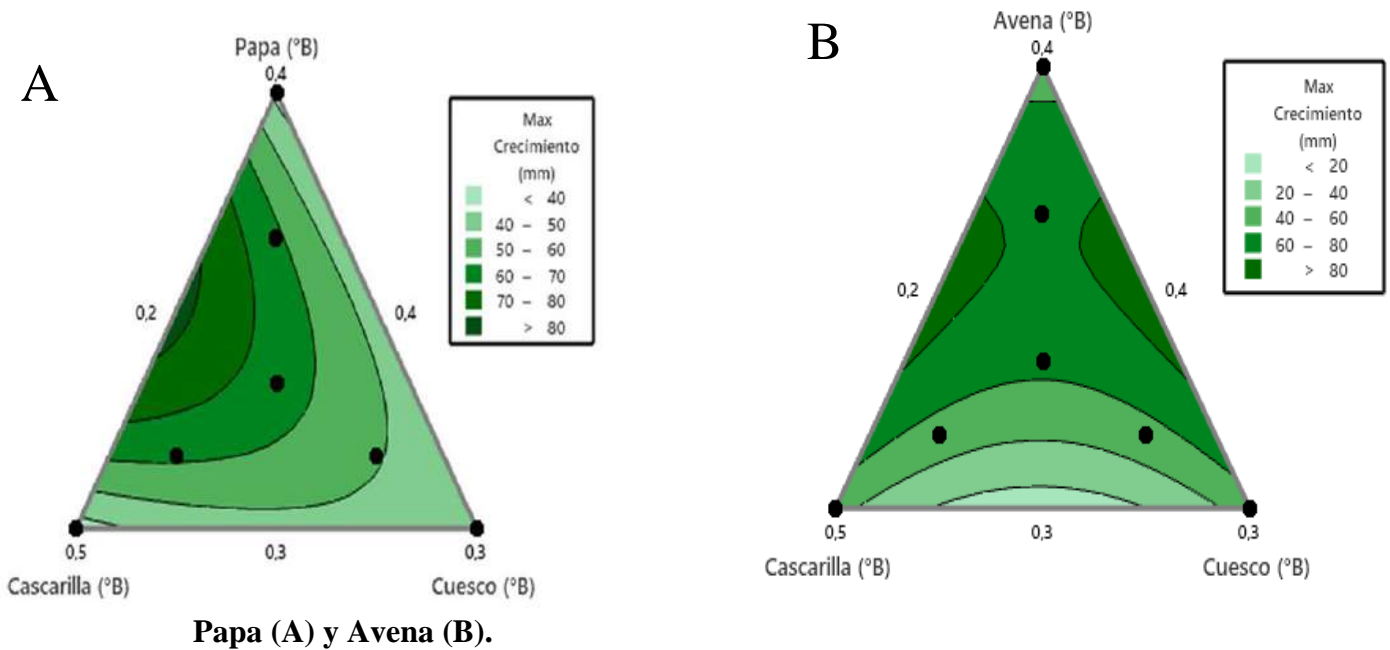 A
Papa (°B)
0,4
Max
Crecimiento
(mm)
< 40
40 – 50
50 – 60
60 – 70
70 – 80
> 80
0,2
0,4
0,5
0,3
0,3
Cascarilla (°B)
Cuesco (°B)
B
Avena (°B)
0,4
Max
Crecimiento
(mm)
< 20
20 – 40
40 – 60
60 – 80
> 80
0,2
0,4
0,5
0,3
0,3
Cascarilla (°B)
Cuesco (°B)
Papa (A) y Avena (B).